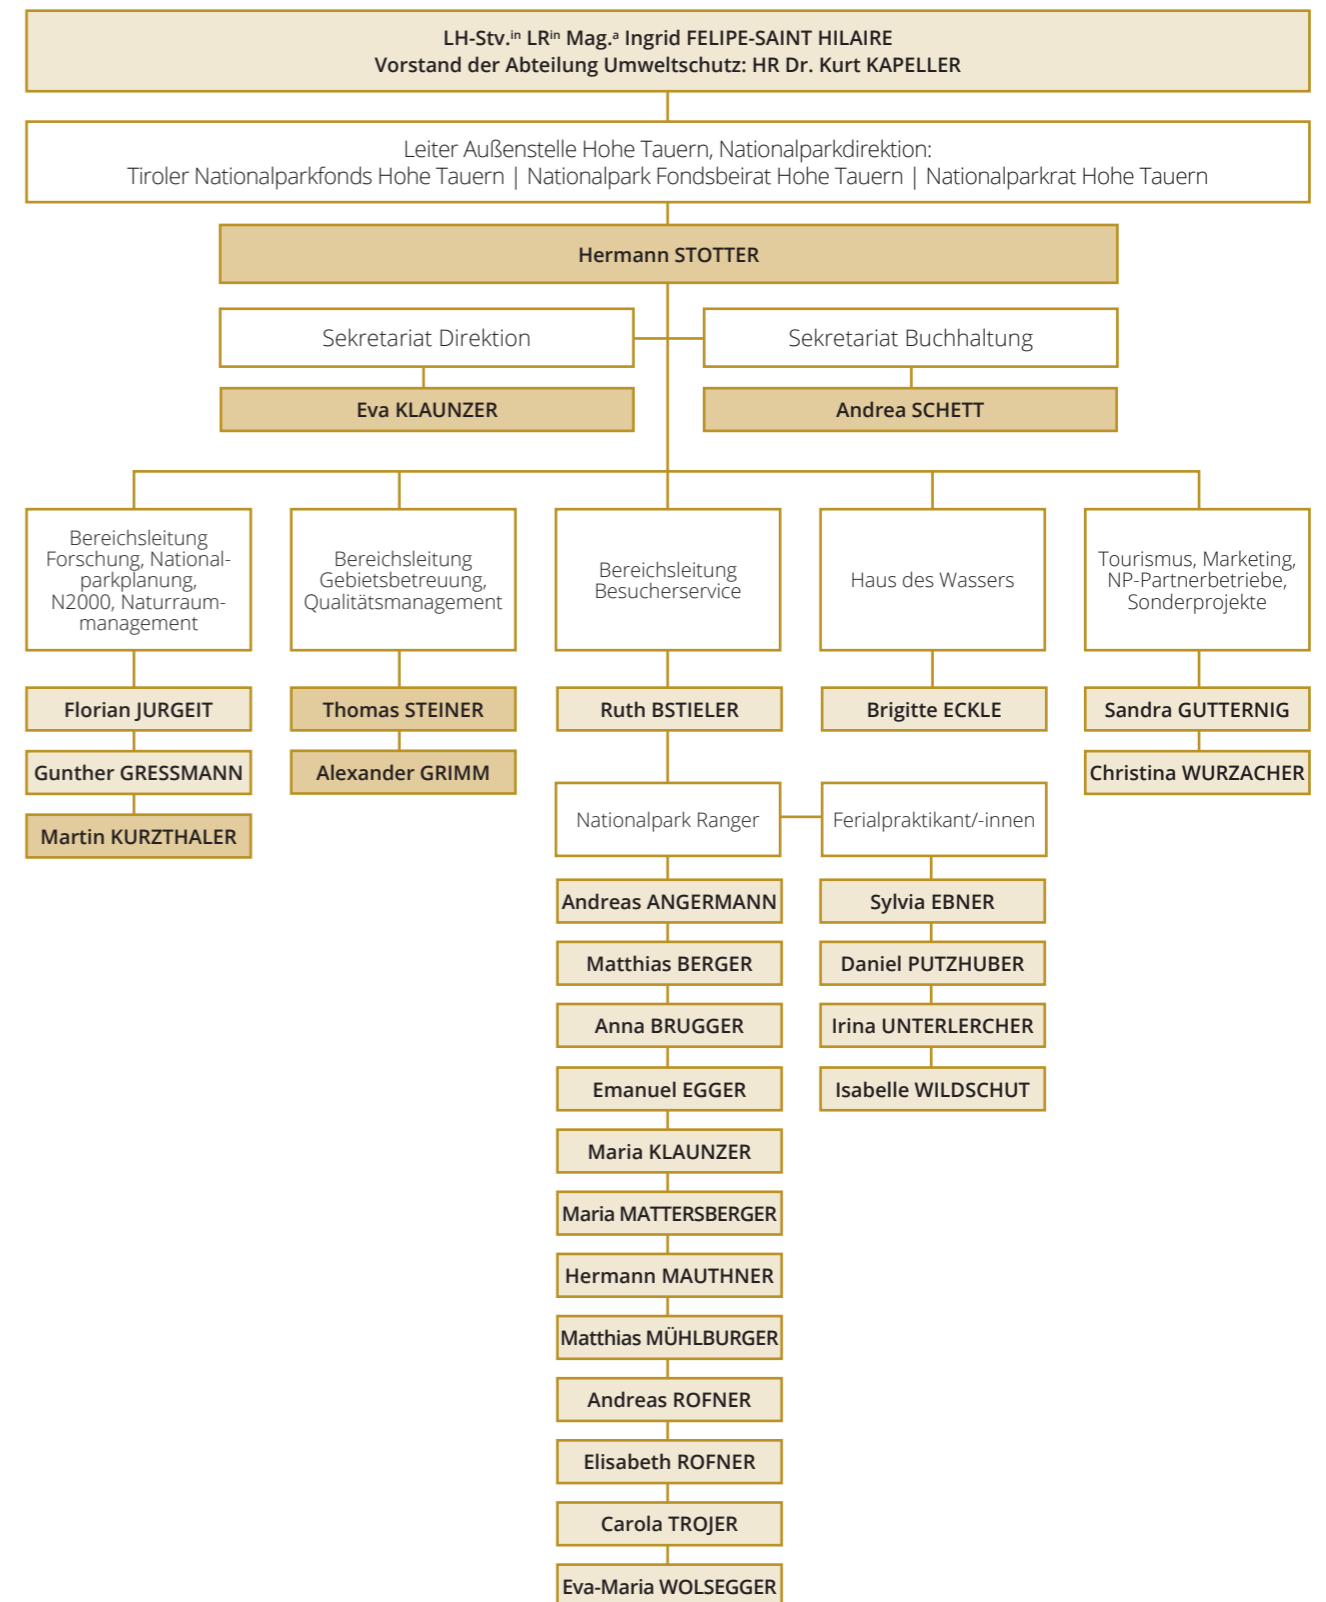 LH-Stv.ⁱⁿ LRⁱⁿ Mag.ᵃ Ingrid FELIPE-SAINT HILAIRE
Vorstand der Abteilung Umweltschutz: HR Dr. Kurt KAPELLER
Leiter Außenstelle Hohe Tauern, Nationalparkdirektion:
Tiroler Nationalparkfonds Hohe Tauern | Nationalpark Fondsbeirat Hohe Tauern | Nationalparkrat Hohe Tauern
Hermann STOTTER
Sekretariat Direktion
Eva KLAUNZER
Sekretariat Buchhaltung
Andrea SCHETT
Bereichsleitung
Forschung, National-
parkplanung,
N2000, Naturraum-
management
Florian JURGEIT
Gunther GRESSMANN
Martin KURZTHALER
Bereichsleitung
Gebietsbetreuung,
Qualitätsmanagement
Thomas STEINER
Alexander GRIMM
Bereichsleitung
Besucherservice
Ruth BSTIELER
Nationalpark Ranger
Andreas ANGERMANN
Matthias BERGER
Anna BRUGGER
Emanuel EGGER
Maria KLAUNZER
Maria MATTERSBERGER
Hermann MAUTHNER
Matthias MÜHLBURGER
Andreas ROFNER
Elisabeth ROFNER
Carola TROJER
Eva-Maria WOLSEGGER
Ferialpraktikant/-innen
Sylvia EBNER
Daniel PUTZHUBER
Irina UNTERLERCHER
Isabelle WILDSCHUT
Haus des Wassers
Brigitte ECKLE
Tourismus, Marketing,
NP-Partnerbetriebe,
Sonderprojekte
Sandra GUTTERNIG
Christina WURZACHER